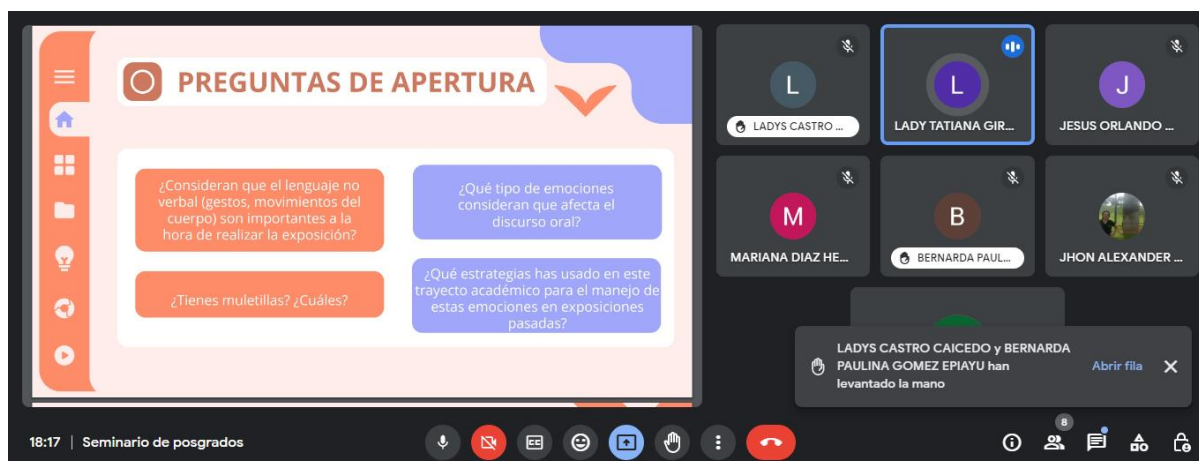 PREGUNTAS DE APERTURA
¿Consideran que el lenguaje no
verbal (gestos, movimientos del
cuerpo) son importantes a la
hora de realizar la exposición?
¿Qué tipo de emociones
consideran que afecta el
discurso oral?
¿Tienes muletillas? ¿Cuáles?
¿Qué estrategias has usado en este
trayecto académico para el manejo de
estas emociones en exposiciones
pasadas?
L
LADYS CASTRO ...
L
LADY TATIANA GIR...
J
JESUS ORLANDO ...
M
MARIANA DIAZ HE...
B
BERNARDA PAUL...
JHON ALEXANDER ...
LADYS CASTRO CAICEDO y BERNARDA
PAULINA GOMEZ EPIAYU han
levantado la mano
Abrir fila
18:17 | Seminario de posgrados
CC
8